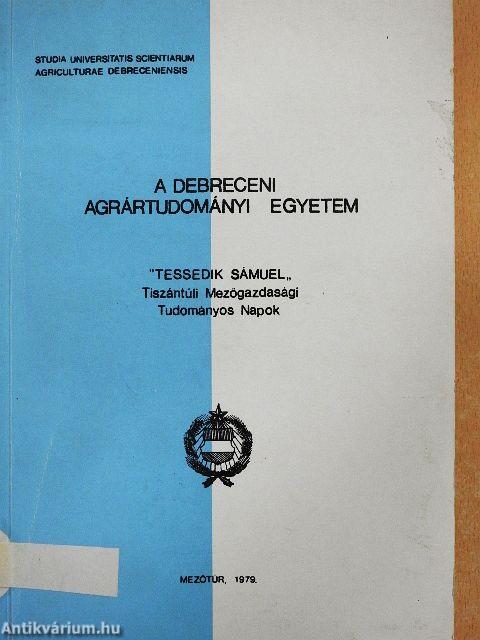 STUDIA UNIVERSITATIS SCIENTIARUM
AGRICULTURAE DEBRECENIENSIS
A DEBRECENI
AGRÁRTUDOMÁNYI EGYETEM
"TESSEDIK SÁMUEL„
Tiszántúli Mezőgazdasági
Tudományos Napok
MEZŐTÚR, 1979.
Antikvárium.hu